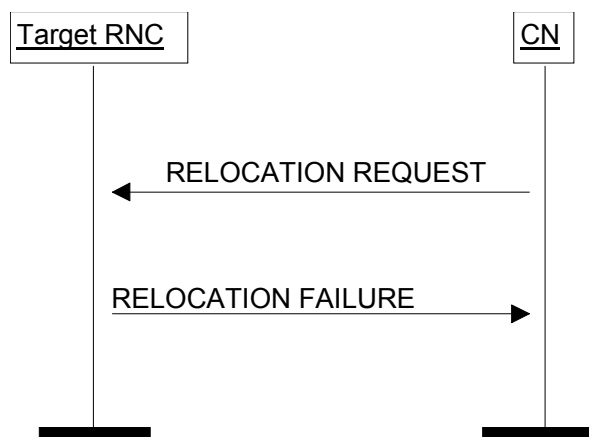 Target RNC
CN
RELOCATION REQUEST
RELOCATION FAILURE